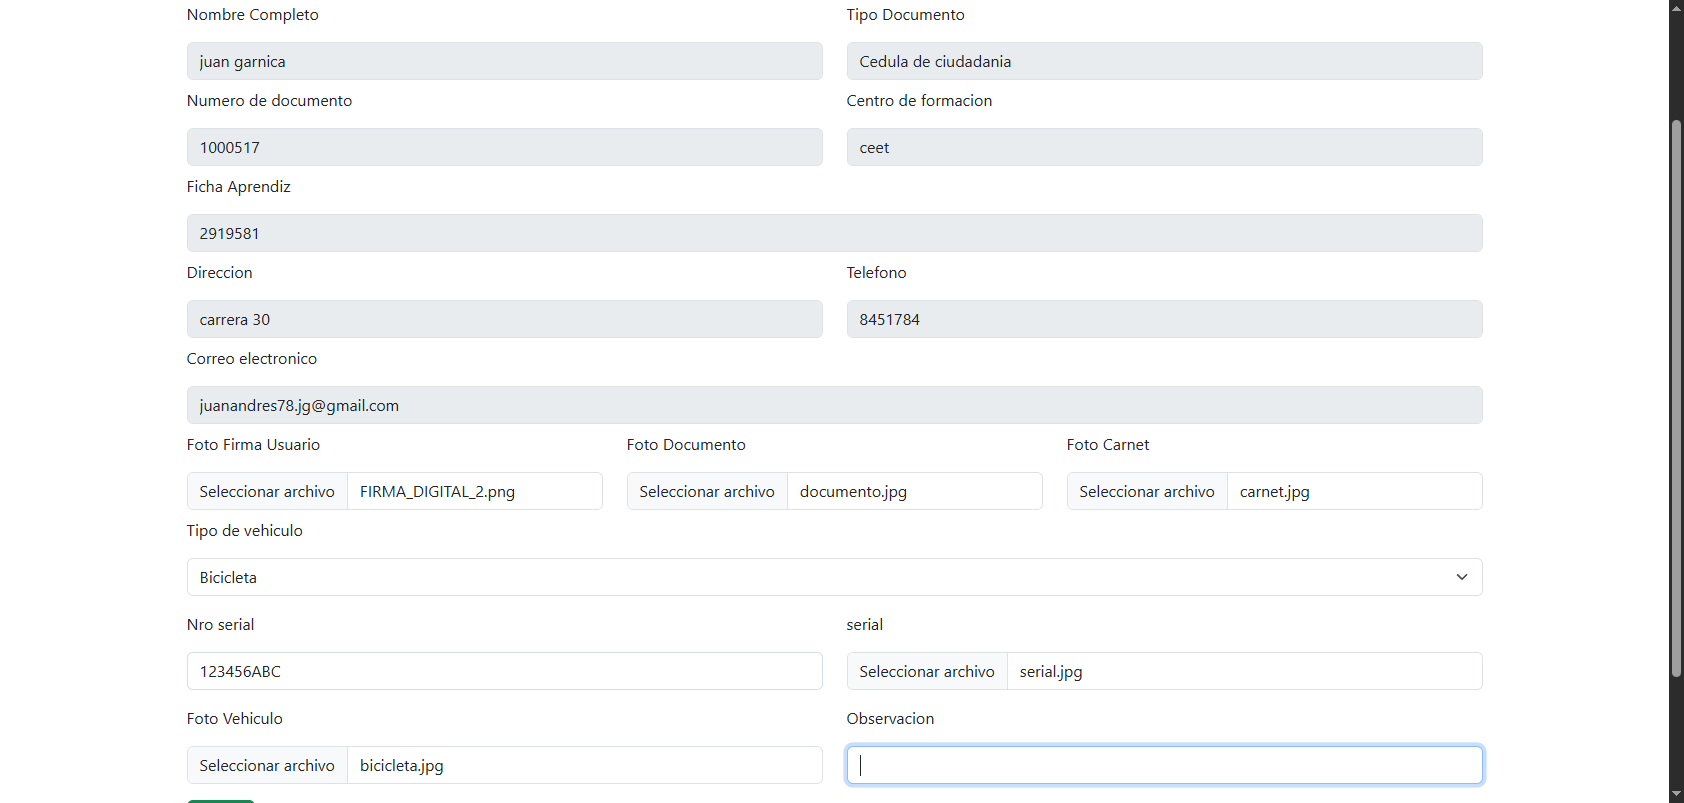 Nombre Completo Tipo Documento
juan garnica Cedula de ciudadania
Numero de documento Centro de formacion
1000517 ceet
Ficha Aprendiz
2919581
Direccion Telefono
carrera 30 8451784
Correo electronico
juanandres78.jg@gmail.com
Foto Firma Usuario Foto Documento Foto Carnet
Seleccionar archivo FIRMA_DIGITAL_2.png Seleccionar archivo documento.jpg Seleccionar archivo carnet.jpg
Tipo de vehiculo
Bicicleta
Nro serial serial
123456ABC Seleccionar archivo serial.jpg
Foto Vehiculo Observacion
Seleccionar archivo bicicleta.jpg